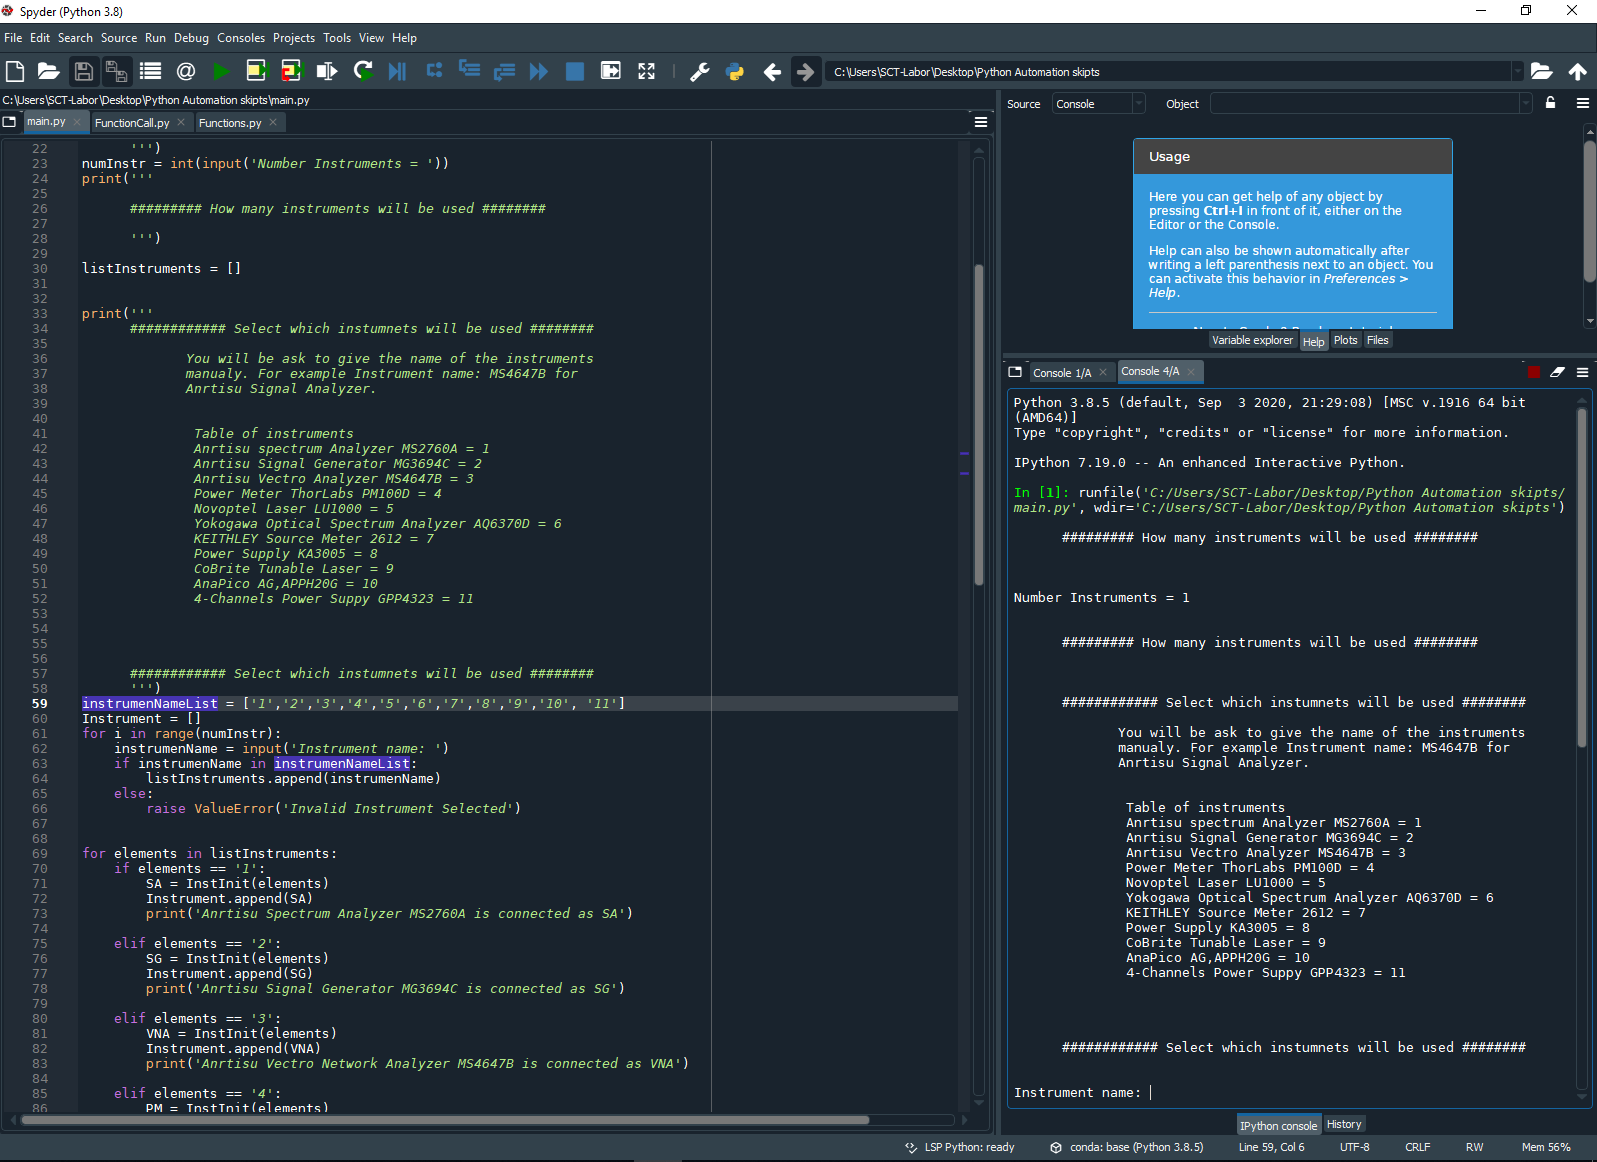 Spyder (Python 3.8)
File Edit Search Source Run Debug Consoles Projects Tools View Help
C:\Users\SCT-Labor\Desktop\Python Automation skipts
C:\Users\SCT-Labor\Desktop\Python Automation skipts\main.py
main.py FunctionCall.py Functions.py
22 ''')
23 numInstr = int(input('Number Instruments = '))
24 print('''
25
26 ######### How many instruments will be used ########
27
28 ''')
29
30 listInstruments = []
31
32
33 print('''
34 ############ Select which instumnets will be used ########
35
36 You will be ask to give the name of the instruments
37 manualy. For example Instrument name: MS4647B for
38 Anrtisu Signal Analyzer.
39
40
41 Table of instruments
42 Anrtisu spectrum Analyzer MS2760A = 1
43 Anrtisu Signal Generator MG3694C = 2
44 Anrtisu Vectro Analyzer MS4647B = 3
45 Power Meter ThorLabs PM100D = 4
46 Novoptel Laser LU1000 = 5
47 Yokogawa Optical Spectrum Analyzer AQ6370D = 6
48 KEITHLEY Source Meter 2612 = 7
49 Power Supply KA3005 = 8
50 CoBrite Tunable Laser = 9
51 AnaPico AG,APPH20G = 10
52 4-Channels Power Suppy GPP4323 = 11
53
54
55
56
57 ############ Select which instumnets will be used ########
58 ''')
59 instrumenNameList = ['1','2','3','4','5','6','7','8','9','10', '11']
60 Instrument = []
61 for i in range(numInstr):
62 instrumenName = input('Instrument name: ')
63 if instrumenName in instrumenNameList:
64 listInstruments.append(instrumenName)
65 else:
66 raise ValueError('Invalid Instrument Selected')
67
68
69 for elements in listInstruments:
70 if elements == '1':
71 SA = InstInit(elements)
72 Instrument.append(SA)
73 print('Anrtisu Spectrum Analyzer MS2760A is connected as SA')
74
75 elif elements == '2':
76 SG = InstInit(elements)
77 Instrument.append(SG)
78 print('Anrtisu Signal Generator MG3694C is connected as SG')
79
80 elif elements == '3':
81 VNA = InstInit(elements)
82 Instrument.append(VNA)
83 print('Anrtisu Vectro Network Analyzer MS4647B is connected as VNA')
84
85 elif elements == '4':
86 PM = InstInit(elements)
Source Console Object
Usage
Here you can get help of any object by
pressing Ctrl+I in front of it, either on the
Editor or the Console.
Help can also be shown automatically after
writing a left parenthesis next to an object. You
can activate this behavior in Preferences >
Help.
Variable explorer Help Plots Files
Console 1/A Console 4/A
Python 3.8.5 (default, Sep  3 2020, 21:29:08) [MSC v.1916 64 bit
(AMD64)]
Type "copyright", "credits" or "license" for more information.
IPython 7.19.0 -- An enhanced Interactive Python.
In [1]: runfile('C:/Users/SCT-Labor/Desktop/Python Automation skipts/
main.py', wdir='C:/Users/SCT-Labor/Desktop/Python Automation skipts')
######### How many instruments will be used ########
Number Instruments = 1
######### How many instruments will be used ########
############ Select which instumnets will be used ########
You will be ask to give the name of the instruments
manualy. For example Instrument name: MS4647B for
Anrtisu Signal Analyzer.
Table of instruments
Anrtisu spectrum Analyzer MS2760A = 1
Anrtisu Signal Generator MG3694C = 2
Anrtisu Vectro Analyzer MS4647B = 3
Power Meter ThorLabs PM100D = 4
Novoptel Laser LU1000 = 5
Yokogawa Optical Spectrum Analyzer AQ6370D = 6
KEITHLEY Source Meter 2612 = 7
Power Supply KA3005 = 8
CoBrite Tunable Laser = 9
AnaPico AG,APPH20G = 10
4-Channels Power Suppy GPP4323 = 11
############ Select which instumnets will be used ########
Instrument name:
IPython console History
LSP Python: ready conda: base (Python 3.8.5) Line 59, Col 6 UTF-8 CRLF RW Mem 56%